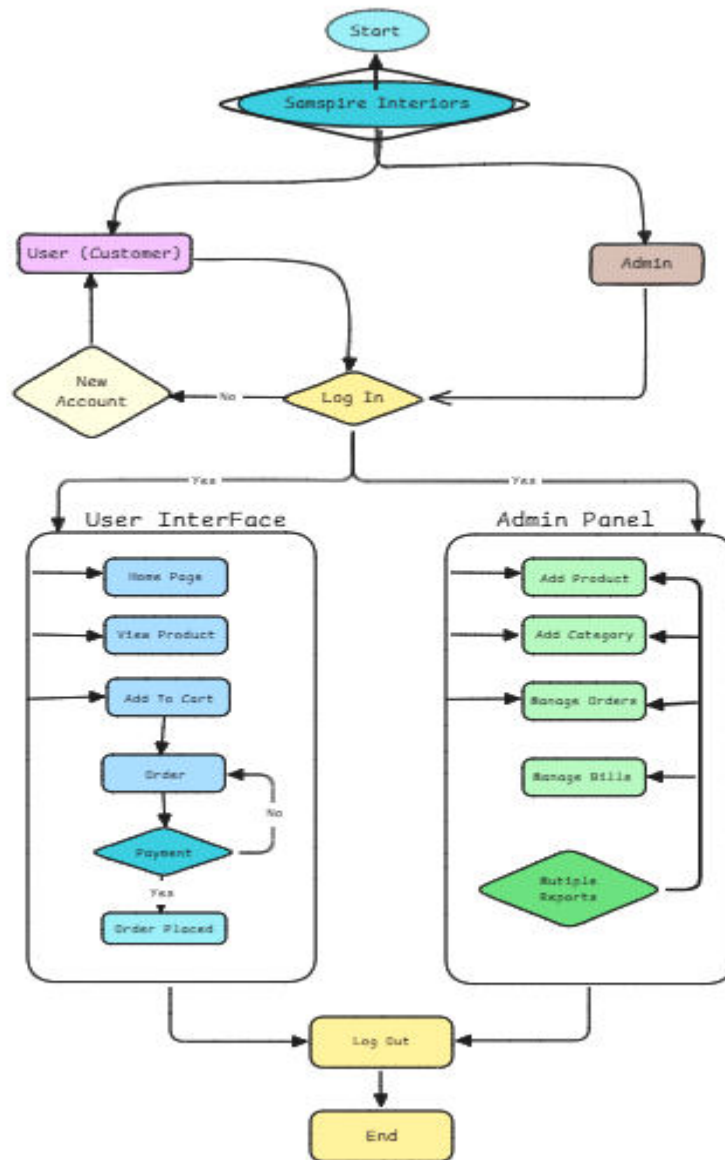 Start
Samspire Interiors
User (Customer)
Admin
New
Account
No
Log In
Yes
Yes
User InterFace
Admin Panel
Home Page
Add Product
View Product
Add Category
Add To Cart
Manage Orders
Order
Manage Bills
No
Payment
Mutiple
Reports
Yes
Order Placed
Log Out
End